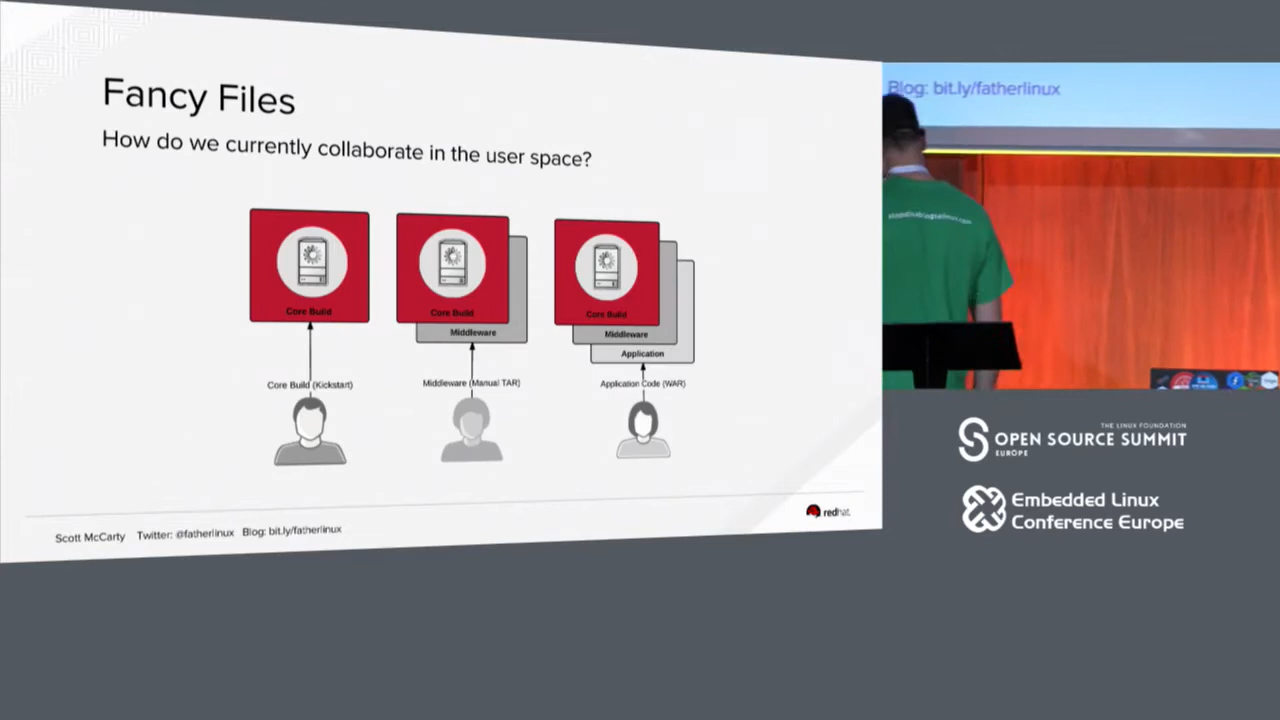 Fancy Files
How do we currently collaborate in the user space?
Core Build
Core Build
Middleware
Core Build
Middleware
Application
Core Build (Kickstart)
Middleware (Manual TAR)
Application Code (WAR)
Scott McCarty Twitter: @fatherlinux Blog: bit.ly/fatherlinux
redhat.
Blog: bit.ly/fatherlinux
THE LINUX FOUNDATION
OPEN SOURCE SUMMIT
EUROPE
Embedded Linux
Conference Europe